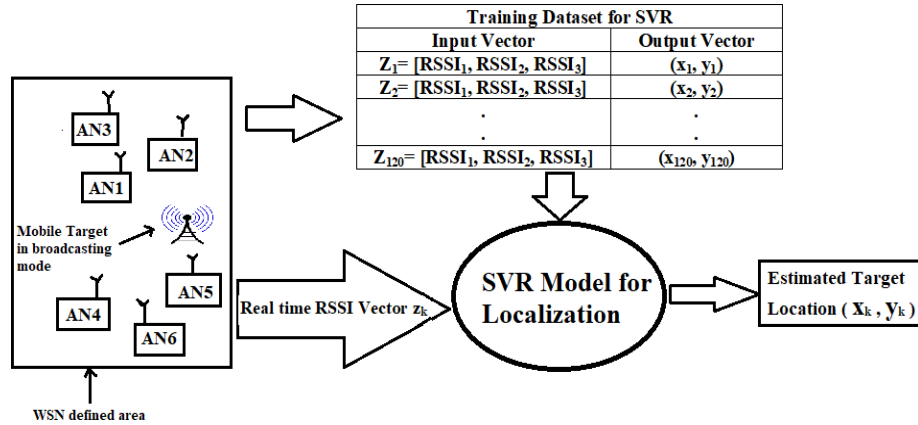 Training Dataset for SVR
Input Vector Output Vector
Z₁= [RSSI₁, RSSI₂, RSSI₃] (x₁, y₁)
Z₂= [RSSI₁, RSSI₂, RSSI₃] (x₂, y₂)
. .
. .
Z₁₂₀= [RSSI₁, RSSI₂, RSSI₃] (x₁₂₀, y₁₂₀)
AN3
AN2
AN1
Mobile Target
in broadcasting
mode
AN5
AN4
AN6
WSN defined area
Real time RSSI Vector zₖ
SVR Model for
Localization
Estimated Target
Location ( xₖ , yₖ )